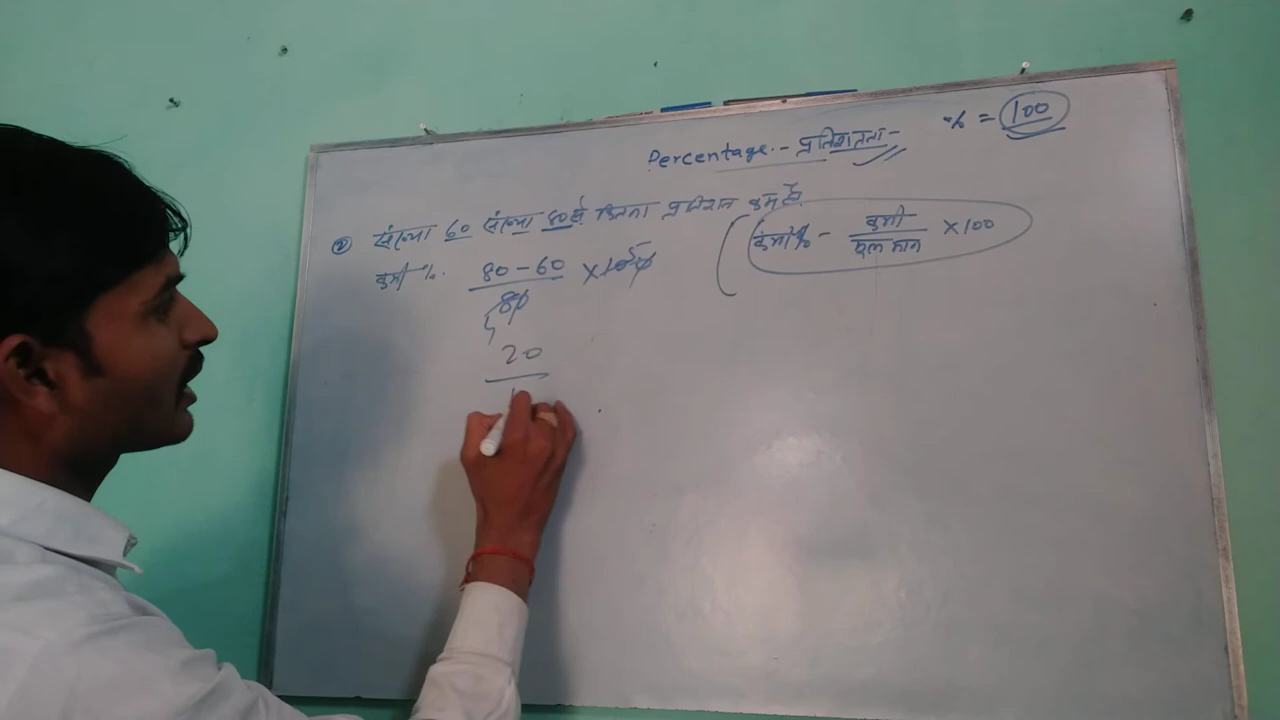 % = 100
Percentage :- प्रतिशतता -
② संख्या 60 संख्या 80 से कितना प्रतिशत कम है.
कमी% = कमी / मूल मान × 100
कमी %. 80 - 60 / 80 × 100
20